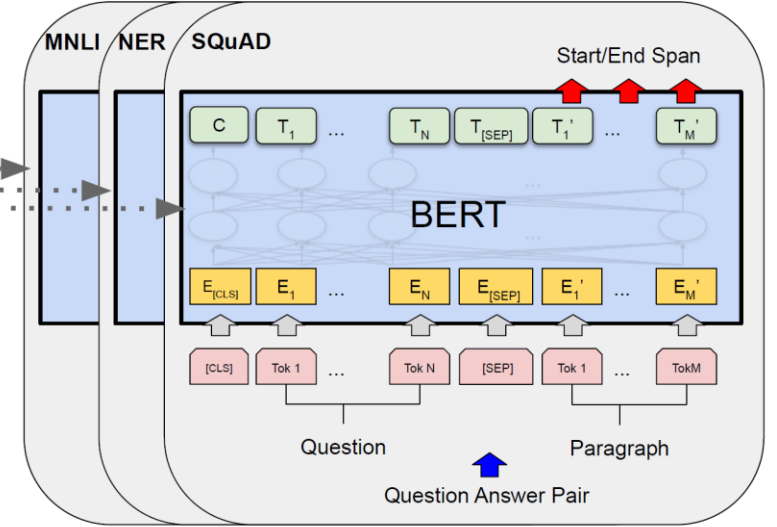 MNLI NER SQuAD
Start/End Span
C T1 ... TN T[SEP] T1’ ... TM’
...
BERT
...
E[CLS] E1 ... EN E[SEP] E1’ ... EM’
[CLS] Tok 1 ... Tok N [SEP] Tok 1 ... TokM
Question Paragraph
Question Answer Pair